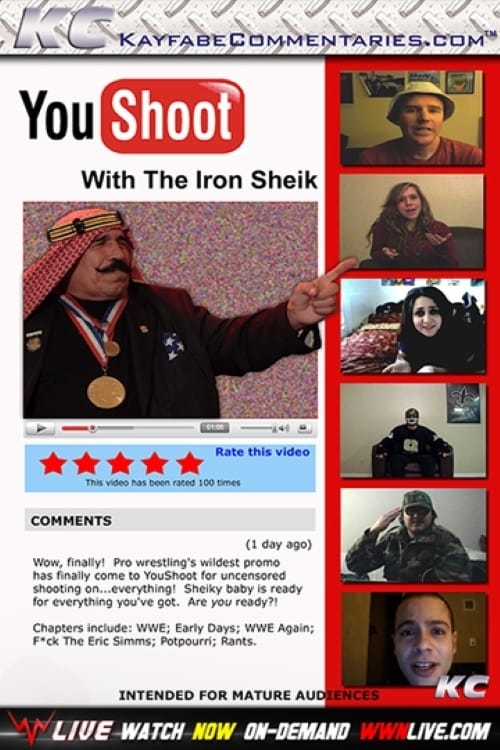 KC KAYFABECOMMENTARIES.COM™
You Shoot
With The Iron Sheik
01:05
Rate this video
This video has been rated 100 times
COMMENTS
(1 day ago)
Wow, finally! Pro wrestling's wildest promo
has finally come to YouShoot for uncensored
shooting on...everything! Sheiky baby is ready
for everything you've got. Are you ready?!
Chapters include: WWE; Early Days; WWE Again;
F*ck The Eric Simms; Potpourri; Rants.
KC
INTENDED FOR MATURE AUDIENCES
LIVE WATCH NOW ON-DEMAND WWNLIVE.COM